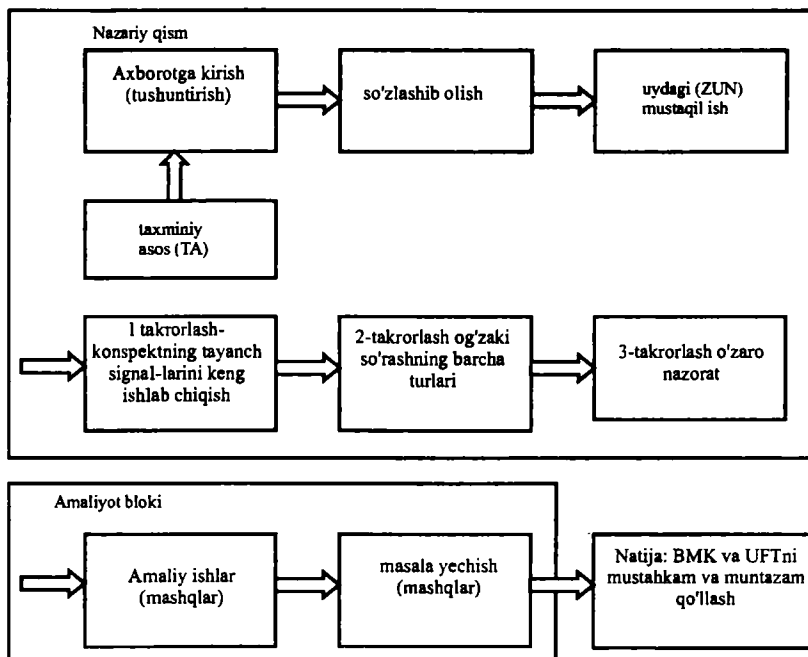 Nazariy qism
Axborotga kirish
(tushuntirish)
so'zlashib olish
uydagi (ZUN)
mustaqil ish
taxminiy
asos (TA)
1 takrorlash-
konspektning tayanch
signal-larini keng
ishlab chiqish
2-takrorlash og'zaki
so'rashning barcha
turlari
3-takrorlash o'zaro
nazorat
Amaliyot bloki
Amaliy ishlar
(mashqlar)
masala yechish
(mashqlar)
Natija: BMK va UFTni
mustahkam va muntazam
qo'llash